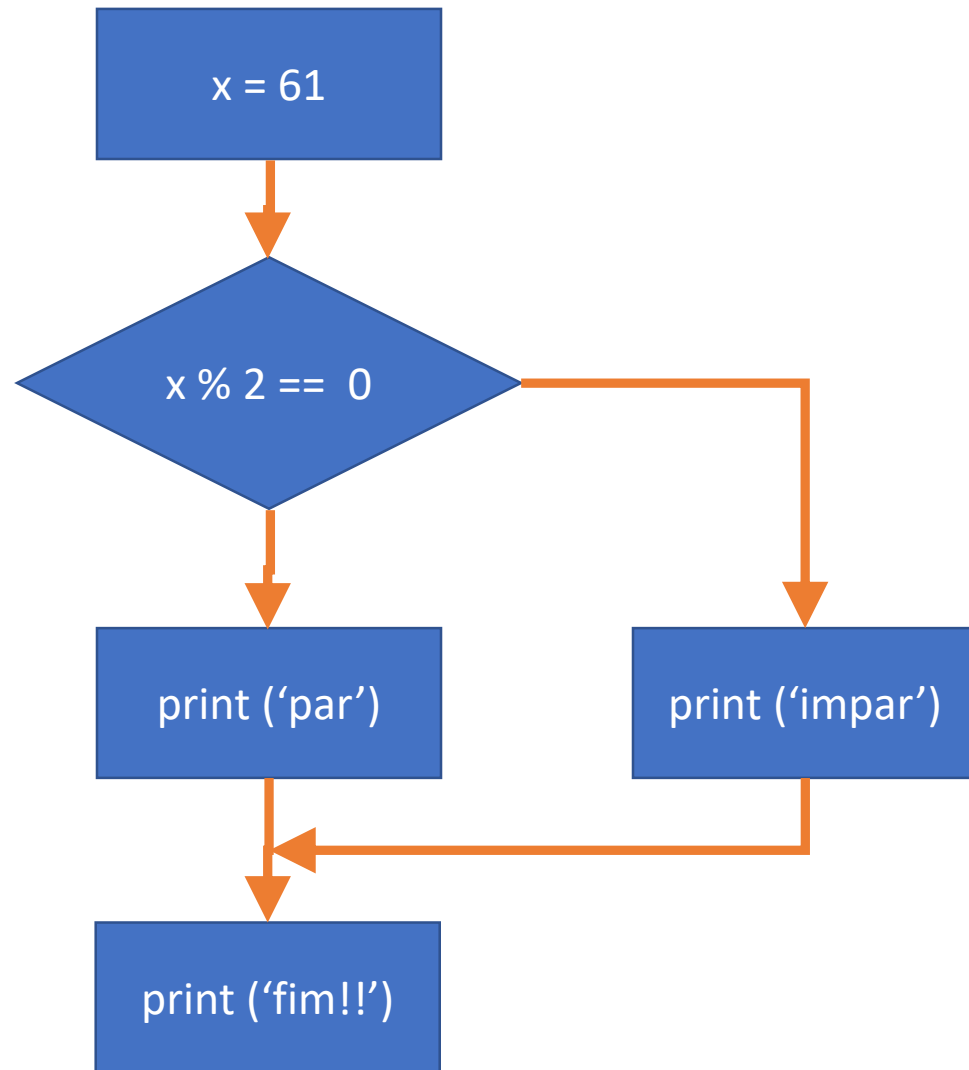 x = 61
x % 2 == 0
print (‘par’)
print (‘impar’)
print (‘fim!!’)